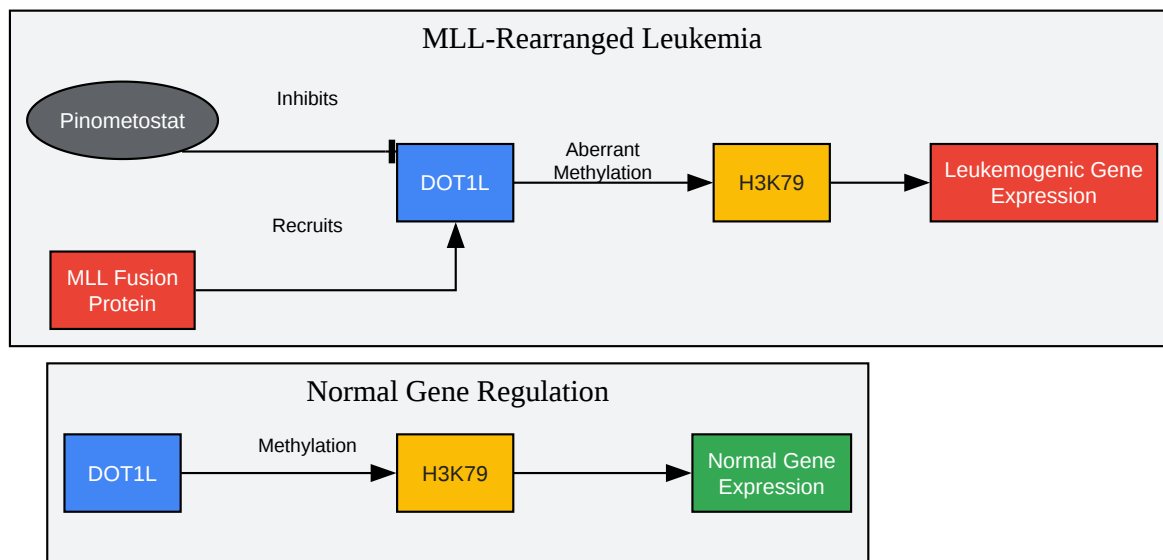 MLL-Rearranged Leukemia
Pinometostat
Inhibits
DOT1L
Aberrant
Methylation
H3K79
Leukemogenic Gene
Expression
Recruits
MLL Fusion
Protein
Normal Gene Regulation
DOT1L
Methylation
H3K79
Normal Gene
Expression